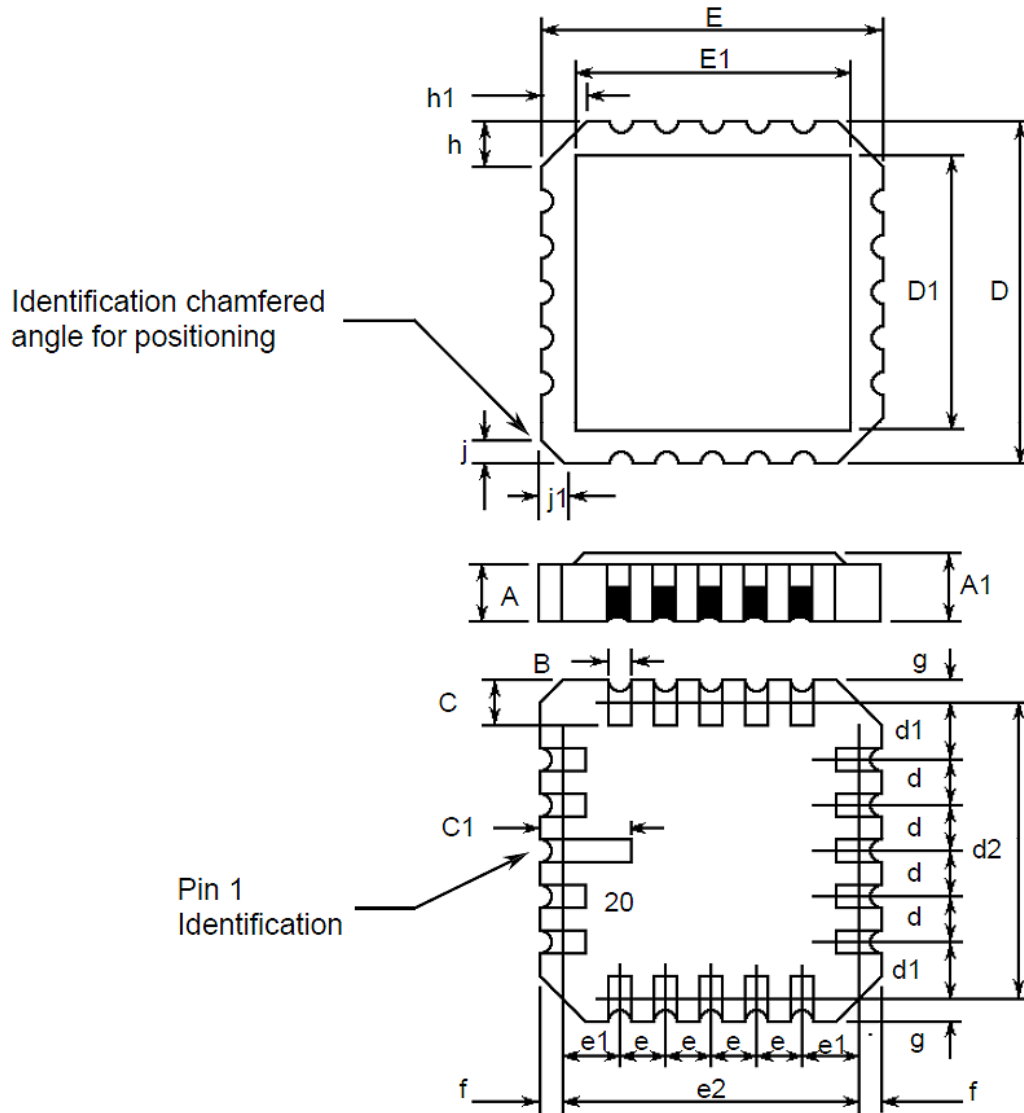 E
E1
h1
h
D1
D
Identification chamfered
angle for positioning
j
j1
A
A1
B
g
C
d1
d
C1
d
d2
d
Pin 1
Identification
20
d
d1
e1 e e e e e1
g
f
e2
f